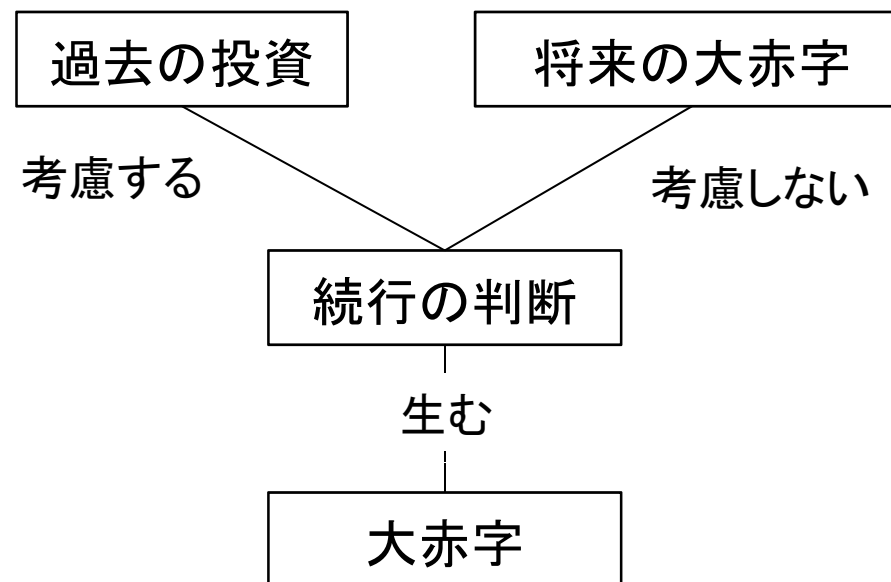 過去の投資
将来の大赤字
考慮する
考慮しない
続行の判断
生む
大赤字